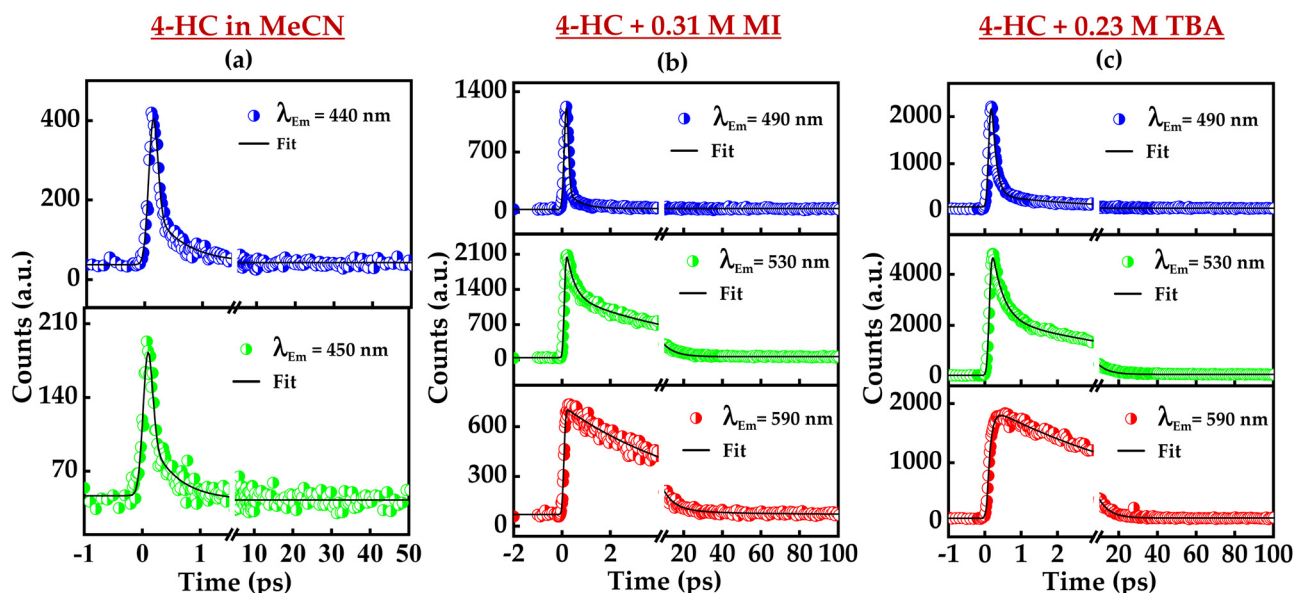 4-HC in MeCN
(a)
400
200
0
λEm = 440 nm
Fit
210
140
70
λEm = 450 nm
Fit
Counts (a.u.)
-1 0 1 10 20 30 40 50
Time (ps)
4-HC + 0.31 M MI
(b)
1400
700
0
λEm = 490 nm
Fit
2100
1400
700
0
λEm = 530 nm
Fit
600
300
0
λEm = 590 nm
Fit
Counts (a.u.)
-2 0 2 20 40 60 80 100
Time (ps)
4-HC + 0.23 M TBA
(c)
2000
1000
0
λEm = 490 nm
Fit
4000
2000
0
λEm = 530 nm
Fit
2000
1000
0
λEm = 590 nm
Fit
Counts (a.u.)
-1 0 1 2 20 40 60 80 100
Time (ps)